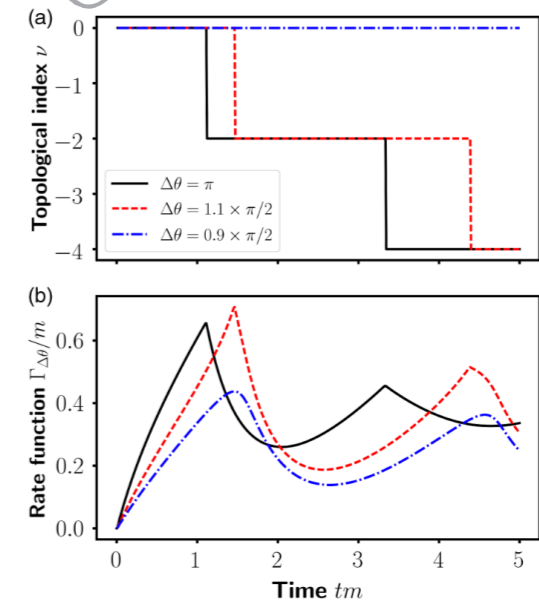 (a)
Topological index ν
0
−1
−2
−3
−4
Δθ = π
Δθ = 1.1 × π/2
Δθ = 0.9 × π/2
(b)
Rate function Γ_Δθ/m
0.6
0.4
0.2
0.0
0 1 2 3 4 5
Time tm